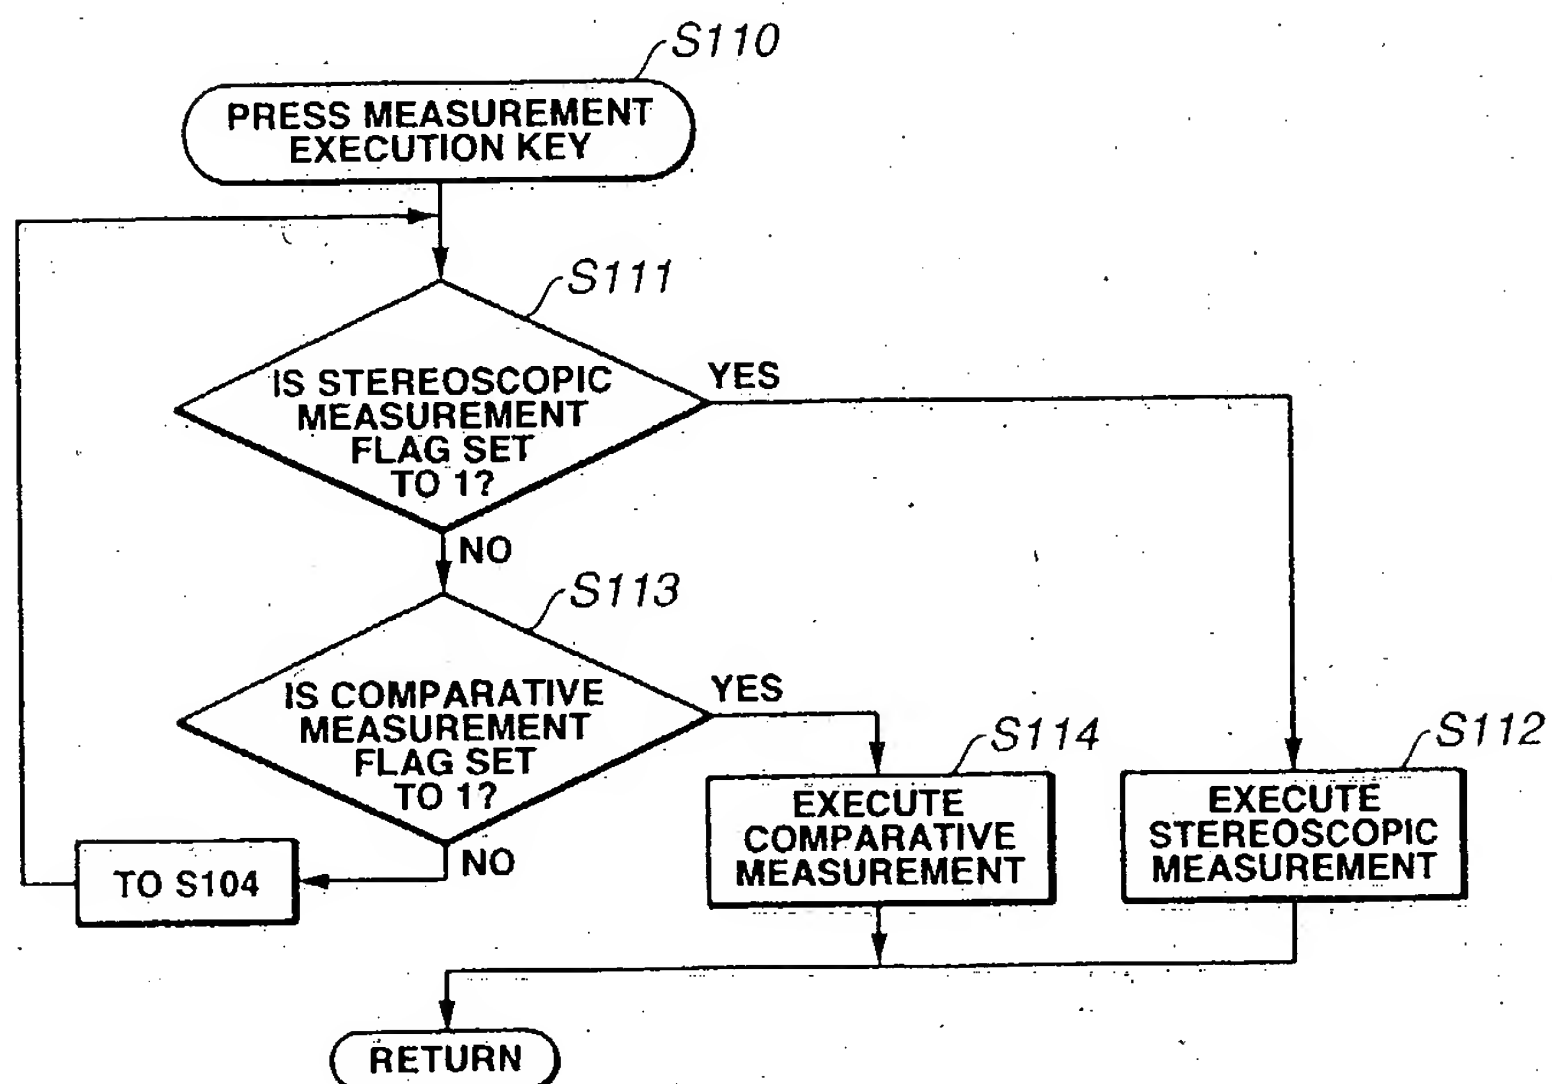 S110
PRESS MEASUREMENT
EXECUTION KEY
S111
IS STEREOSCOPIC
MEASUREMENT
FLAG SET
TO 1?
YES
NO
S113
IS COMPARATIVE
MEASUREMENT
FLAG SET
TO 1?
YES
NO
S114
EXECUTE
COMPARATIVE
MEASUREMENT
S112
EXECUTE
STEREOSCOPIC
MEASUREMENT
TO S104
RETURN